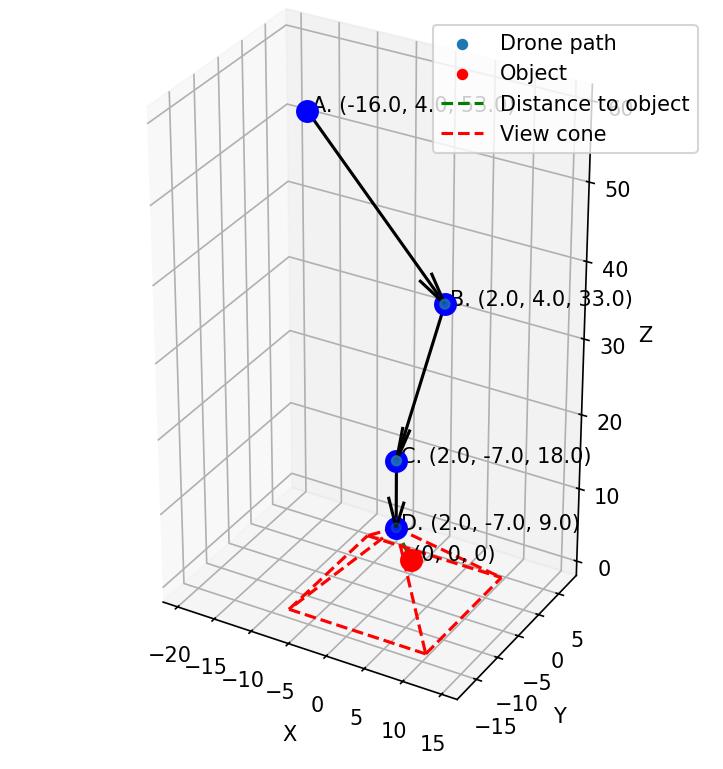 Drone path
Object
Distance to object
View cone
A. (-16.0, 4.0, 53.0)
B. (2.0, 4.0, 33.0)
C. (2.0, -7.0, 18.0)
D. (2.0, -7.0, 9.0)
(0, 0, 0)
60
50
40
30
20
10
0
Z
−20
−15
−10
−5
0
5
10
15
X
−15
−10
−5
0
5
Y